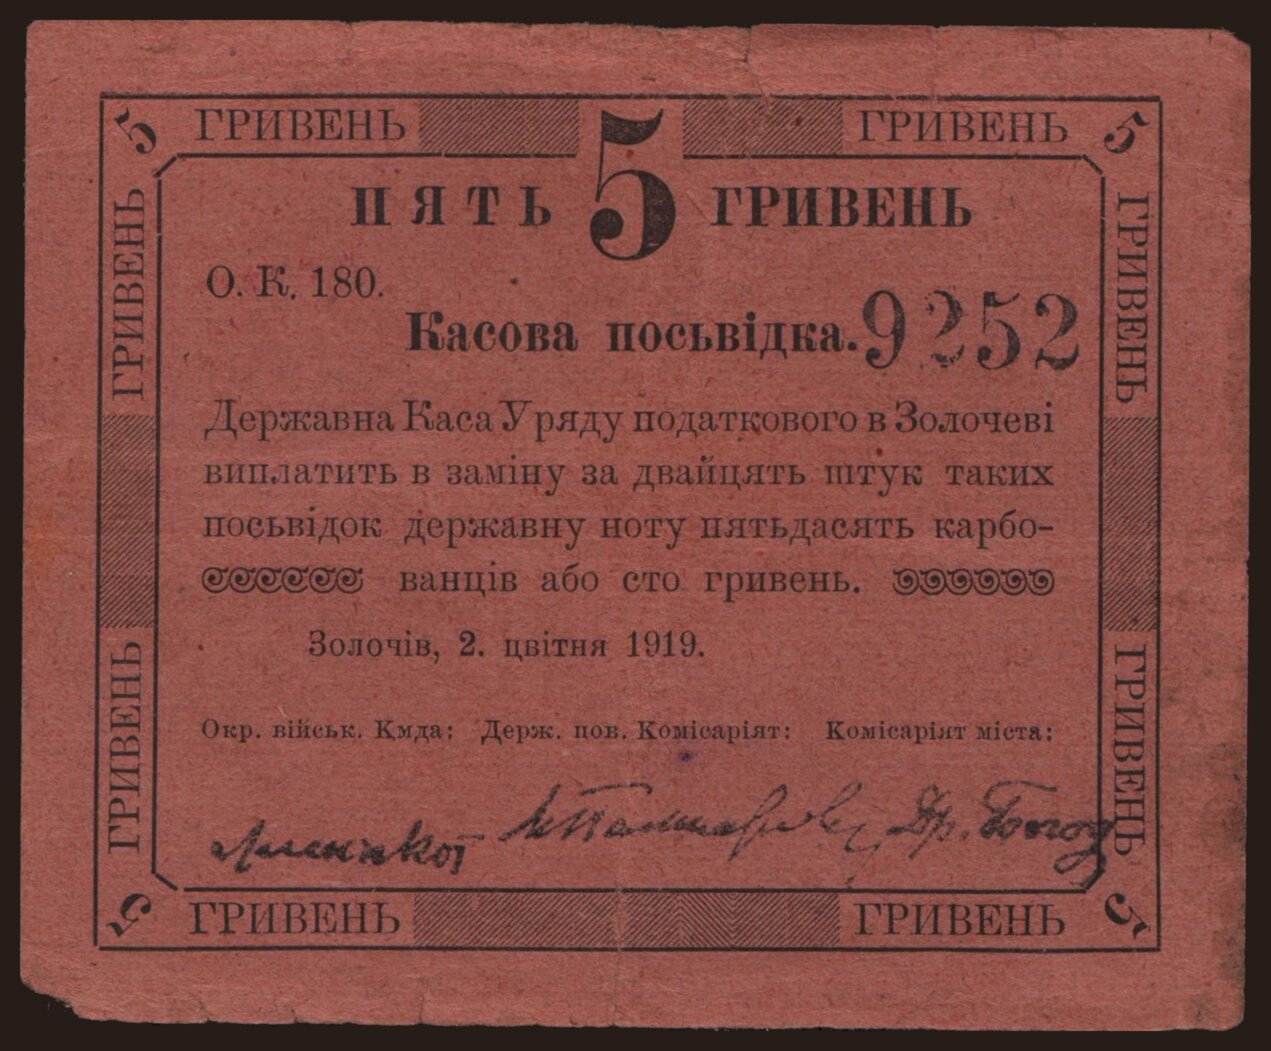 5 ГРИВЕНЬ ГРИВЕНЬ 5
ПЯТЬ 5 ГРИВЕНЬ
О. К. 180.
Касова посьвідка. 9252
Державна Каса Уряду податкового в Золочеві
виплатить в заміну за двайцять штук таких
посьвідок державну ноту пятьдасять карбо-
ванців або сто гривень.
Золочів, 2. цвітня 1919.
Окр. військ. Кмда: Держ. пов. Комісаріят: Комісаріят міста:
Др.
5 ГРИВЕНЬ ГРИВЕНЬ 5
ГРИВЕНЬ
ГРИВЕНЬ
ГРИВЕНЬ
ГРИВЕНЬ